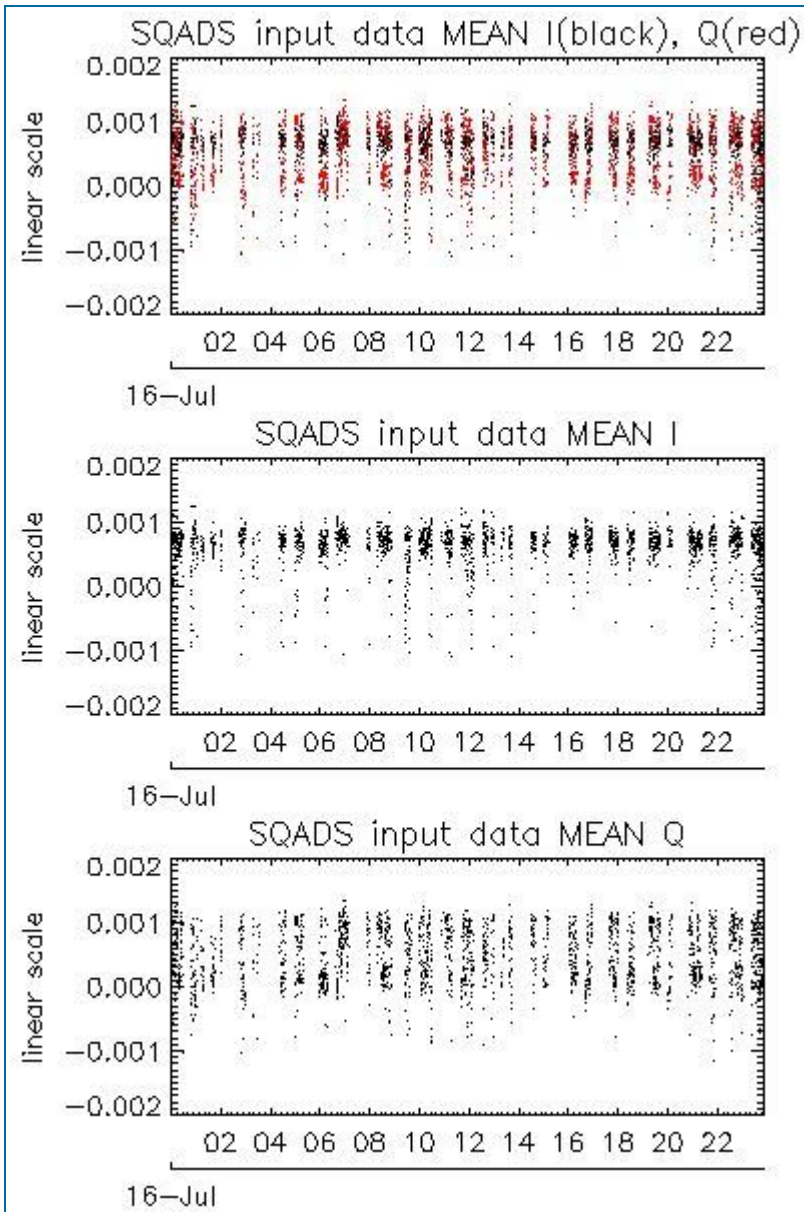 SQADS input data MEAN I(black), Q(red)
linear scale
0.002
0.001
0.000
-0.001
-0.002
02 04 06 08 10 12 14 16 18 20 22
16-Jul
SQADS input data MEAN I
linear scale
0.002
0.001
0.000
-0.001
-0.002
02 04 06 08 10 12 14 16 18 20 22
16-Jul
SQADS input data MEAN Q
linear scale
0.002
0.001
0.000
-0.001
-0.002
02 04 06 08 10 12 14 16 18 20 22
16-Jul